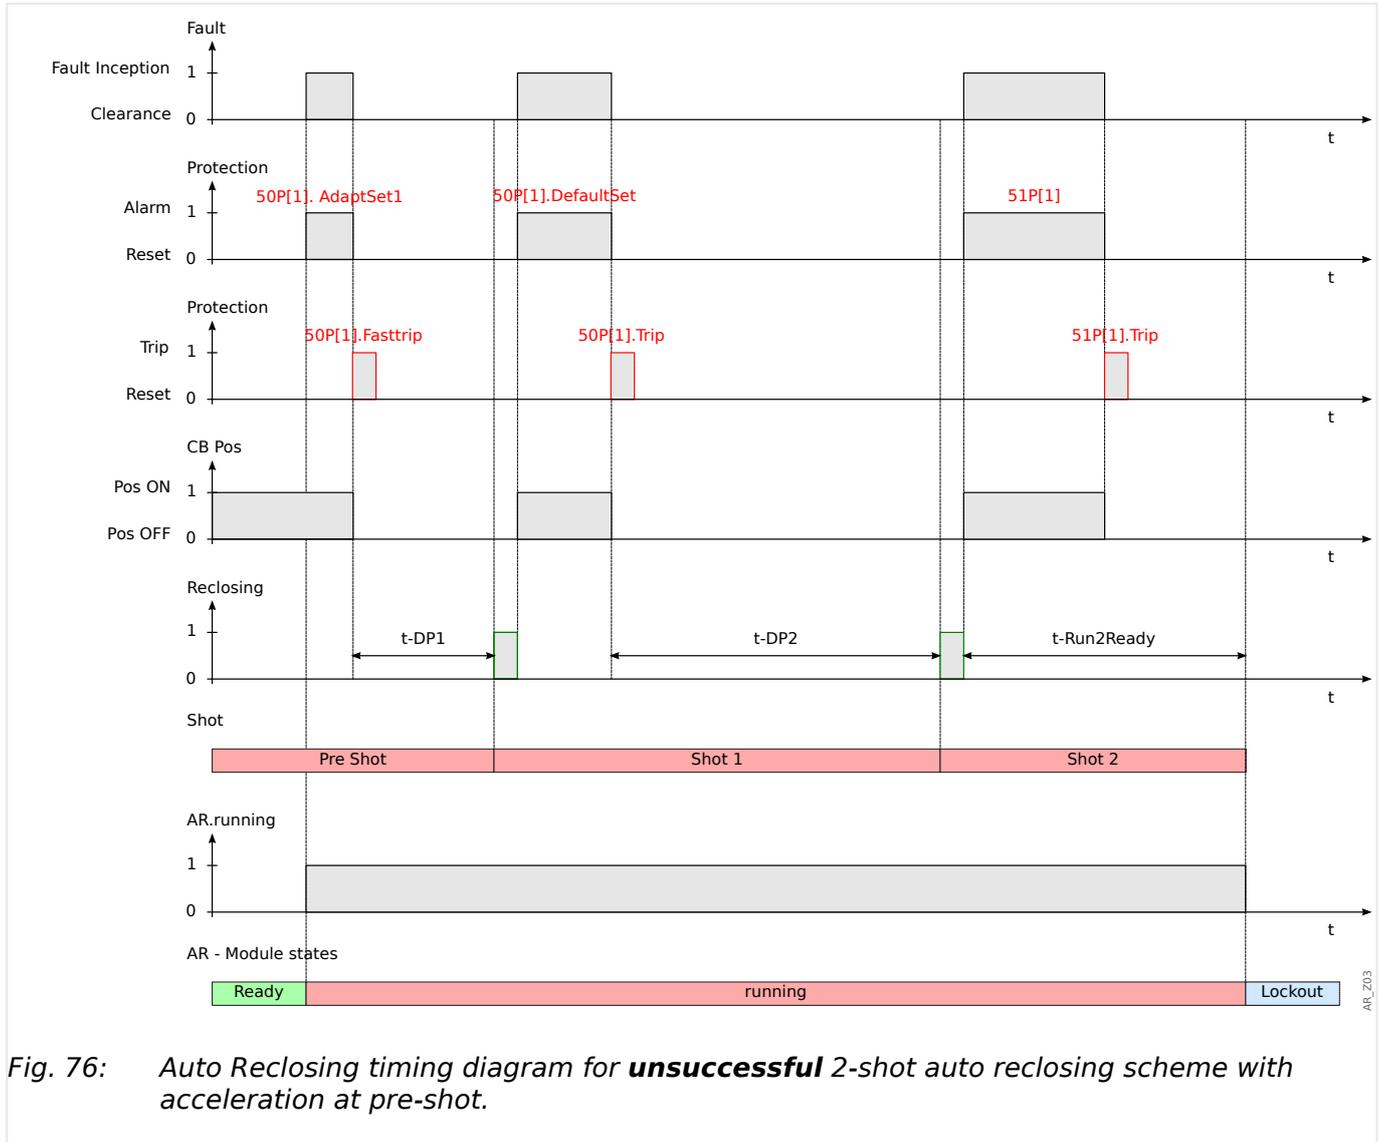 Fault
Fault Inception 1
Clearance 0
t
Protection
50P[1]. AdaptSet1 50P[1].DefaultSet 51P[1]
Alarm 1
Reset 0
t
Protection
50P[1].Fasttrip 50P[1].Trip 51P[1].Trip
Trip 1
Reset 0
t
CB Pos
Pos ON 1
Pos OFF 0
t
Reclosing
1
t-DP1 t-DP2 t-Run2Ready
0
t
Shot
Pre Shot Shot 1 Shot 2
AR.running
1
0
t
AR - Module states
Ready running Lockout
AR_Z03
Fig. 76: Auto Reclosing timing diagram for unsuccessful 2-shot auto reclosing scheme with
acceleration at pre-shot.